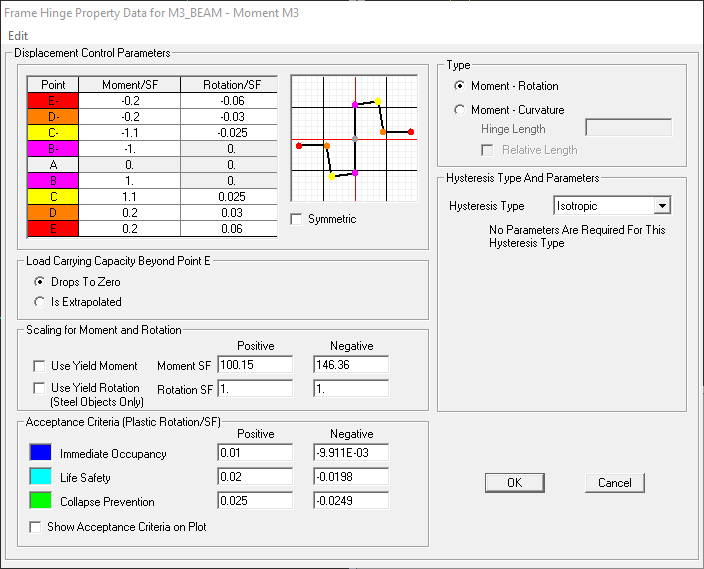 Frame Hinge Property Data for M3_BEAM - Moment M3
Edit
Displacement Control Parameters
Point Moment/SF Rotation/SF
E- -0.2 -0.06
D- -0.2 -0.03
C- -1.1 -0.025
B- -1. 0.
A 0. 0.
B 1. 0.
C 1.1 0.025
D 0.2 0.03
E 0.2 0.06
Symmetric
Load Carrying Capacity Beyond Point E
Drops To Zero
Is Extrapolated
Scaling for Moment and Rotation
Positive Negative
Use Yield Moment Moment SF 100.15 146.36
Use Yield Rotation Rotation SF 1. 1.
(Steel Objects Only)
Acceptance Criteria (Plastic Rotation/SF)
Positive Negative
Immediate Occupancy 0.01 -9.911E-03
Life Safety 0.02 -0.0198
Collapse Prevention 0.025 -0.0249
Show Acceptance Criteria on Plot
Type
Moment - Rotation
Moment - Curvature
Hinge Length
Relative Length
Hysteresis Type And Parameters
Hysteresis Type Isotropic
No Parameters Are Required For This
Hysteresis Type
OK Cancel